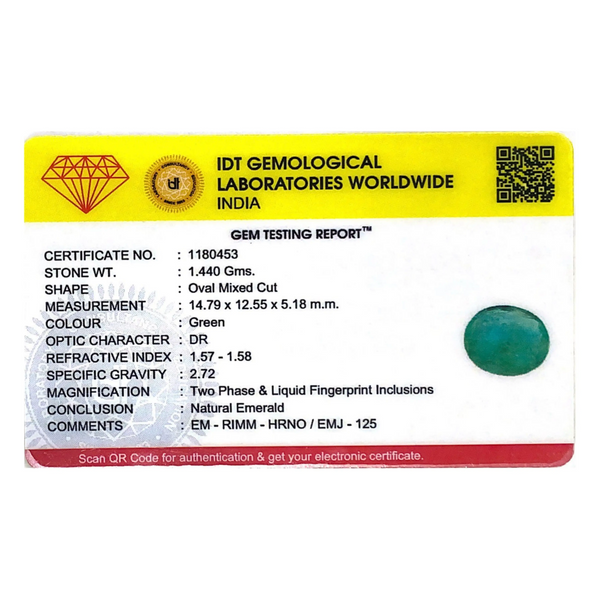 IDT GEMOLOGICAL
LABORATORIES WORLDWIDE
INDIA
GEM TESTING REPORT™
CERTIFICATE NO. : 1180453
STONE WT. : 1.440 Gms.
SHAPE : Oval Mixed Cut
MEASUREMENT : 14.79 x 12.55 x 5.18 m.m.
COLOUR : Green
OPTIC CHARACTER : DR
REFRACTIVE INDEX : 1.57 - 1.58
SPECIFIC GRAVITY : 2.72
MAGNIFICATION : Two Phase & Liquid Fingerprint Inclusions
CONCLUSION : Natural Emerald
COMMENTS : EM - RIMM - HRNO / EMJ - 125
Scan QR Code for authentication & get your electronic certificate.